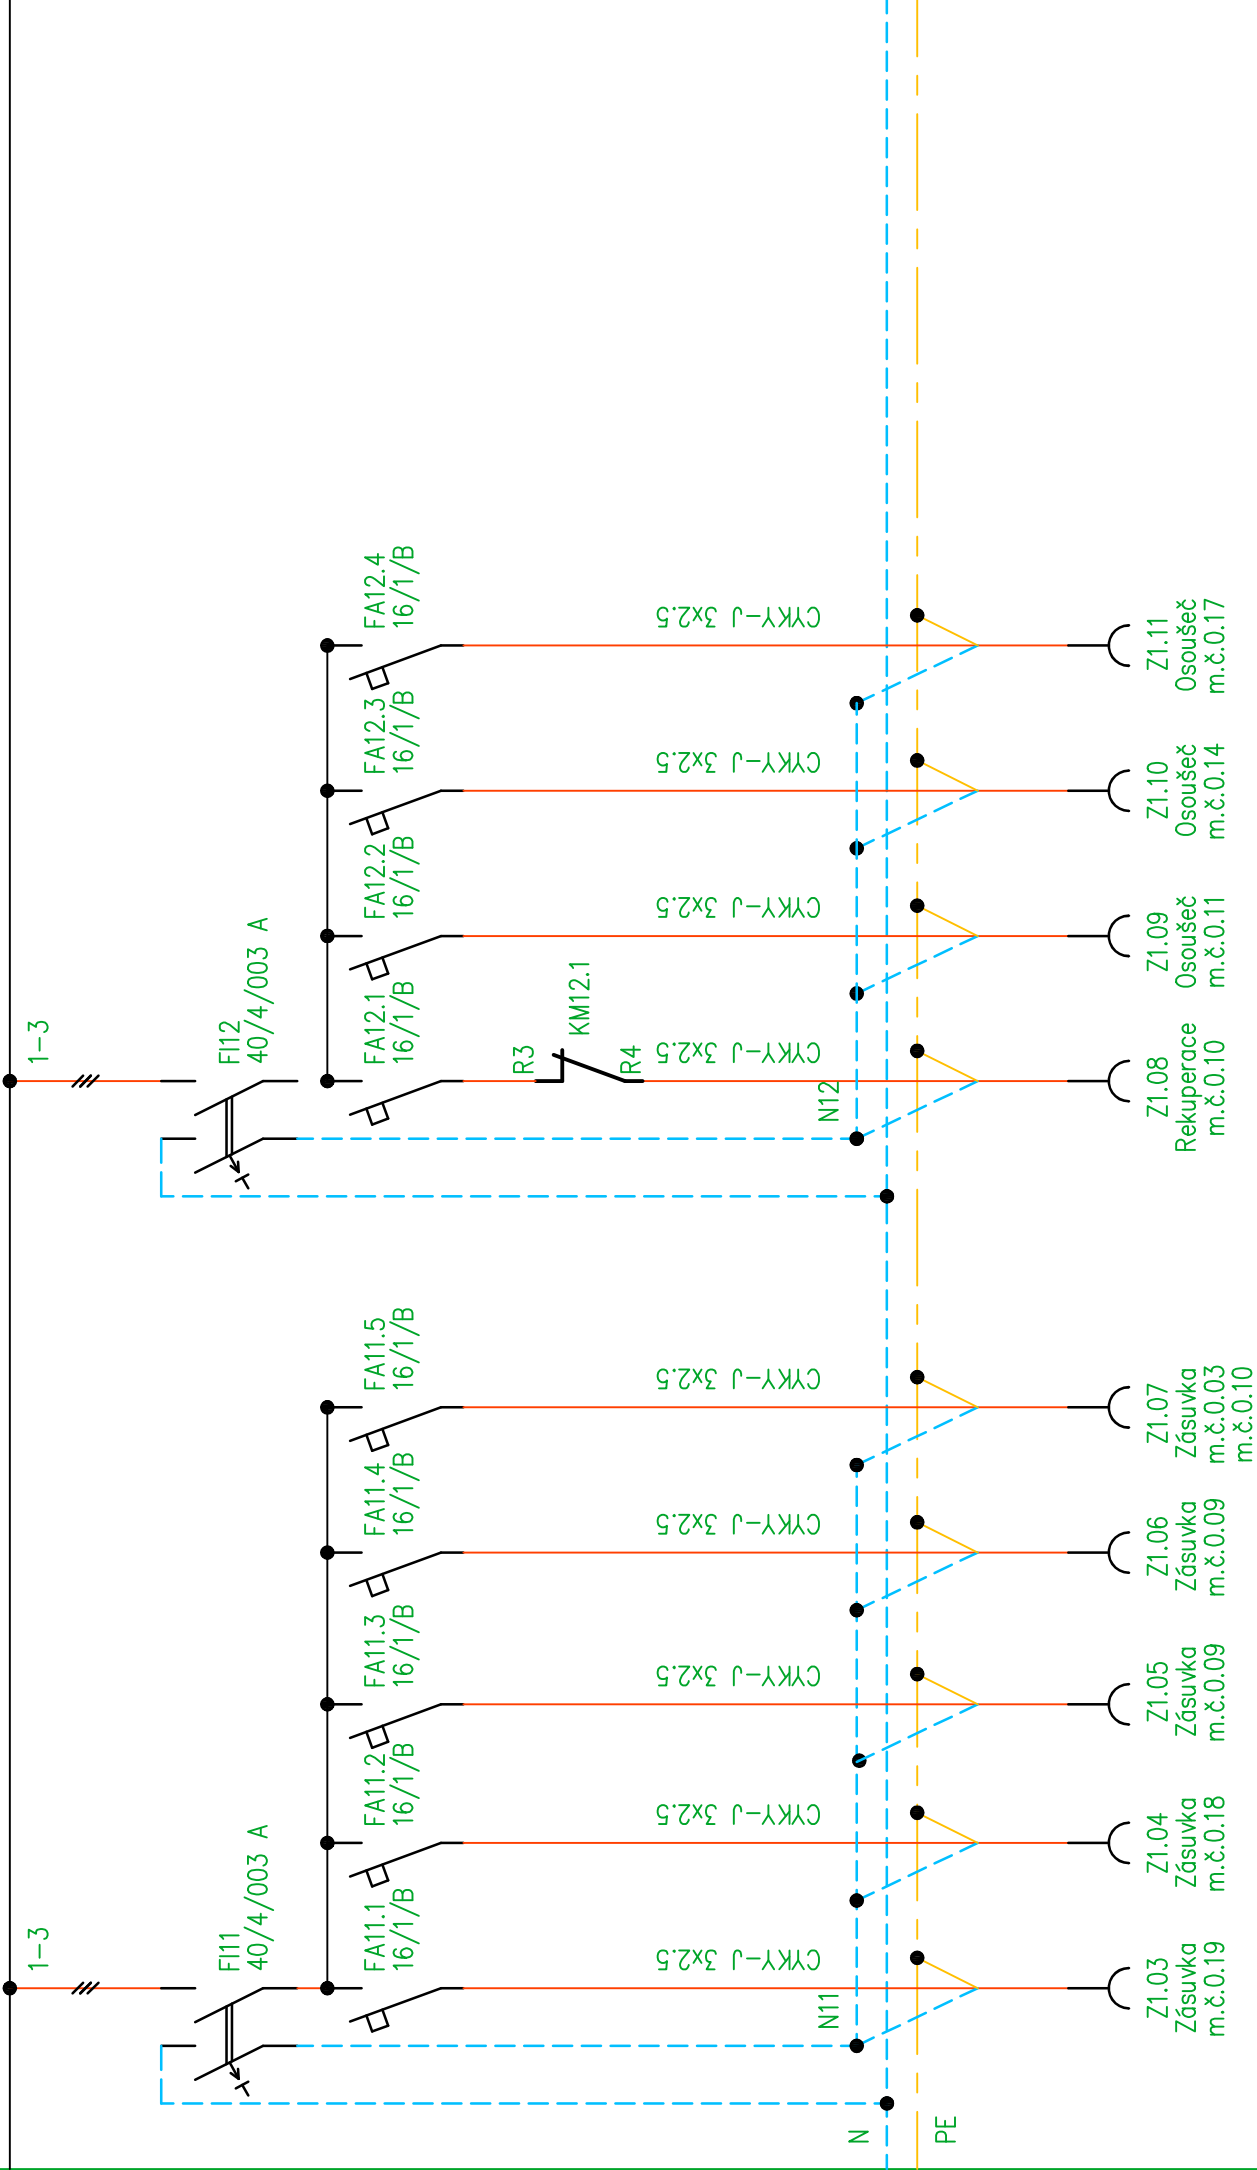 1-3
FI11
40/4/003 A
FA11.1
16/1/B
FA11.2
16/1/B
FA11.3
16/1/B
FA11.4
16/1/B
FA11.5
16/1/B
CYKY-J 3x2.5
CYKY-J 3x2.5
CYKY-J 3x2.5
CYKY-J 3x2.5
CYKY-J 3x2.5
N11
N
PE
Z1.03
Zásuvka
m.č.0.19
Z1.04
Zásuvka
m.č.0.18
Z1.05
Zásuvka
m.č.0.09
Z1.06
Zásuvka
m.č.0.09
Z1.07
Zásuvka
m.č.0.03
m.č.0.10
1-3
FI12
40/4/003 A
FA12.1
16/1/B
FA12.2
16/1/B
FA12.3
16/1/B
FA12.4
16/1/B
R3
KM12.1
R4
CYKY-J 3x2.5
CYKY-J 3x2.5
CYKY-J 3x2.5
CYKY-J 3x2.5
N12
Z1.08
Rekuperace
m.č.0.10
Z1.09
Osoušeč
m.č.0.11
Z1.10
Osoušeč
m.č.0.14
Z1.11
Osoušeč
m.č.0.17